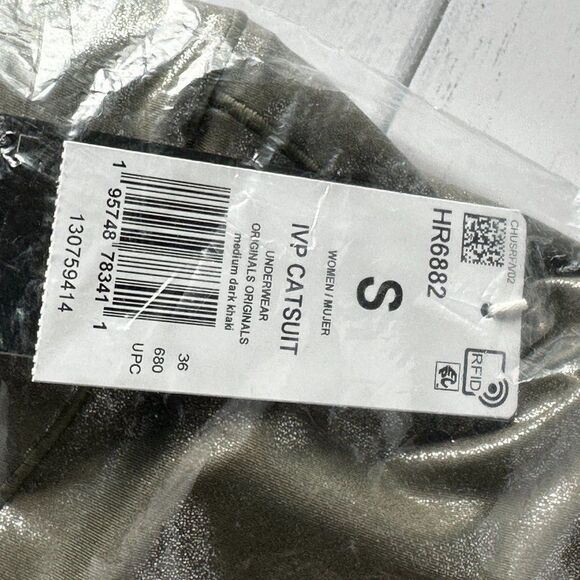 CHUSRFIV02
HR6882
RFID
S
WOMEN / MUJER
IVP CATSUIT
UNDERWEAR
ORIGINALS ORIGINALS
medium dark khaki
1 95748 78341 1
36
680
UPC
130759414